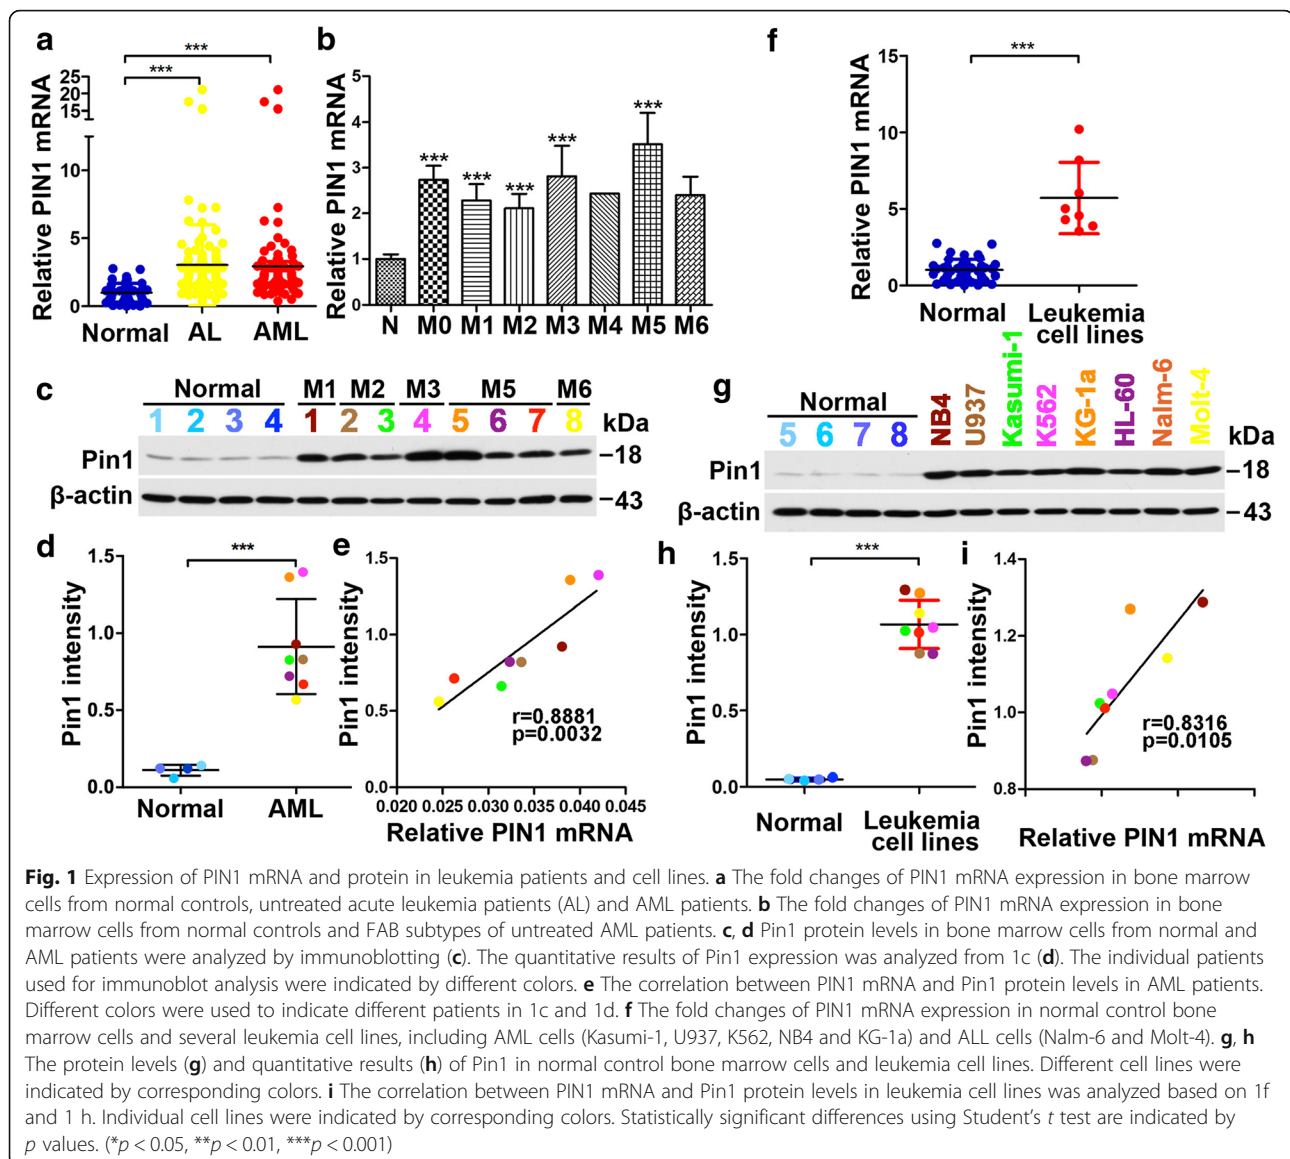 a
Relative PIN1 mRNA
25
20
15
10
5
0
***
***
Normal AL AML
b
Relative PIN1 mRNA
5
4
3
2
1
0
*** *** *** *** ***
N M0 M1 M2 M3 M4 M5 M6
f
Relative PIN1 mRNA
15
10
5
0
***
Normal Leukemia
cell lines
c
Normal M1 M2 M3 M5 M6
1 2 3 4 1 2 3 4 5 6 7 8 kDa
Pin1 –18
β-actin –43
g
Normal NB4 U937 Kasumi-1 K562 KG-1a HL-60 Nalm-6 Molt-4
5 6 7 8 kDa
Pin1 –18
β-actin –43
d
Pin1 intensity
1.5
1.0
0.5
0.0
***
Normal AML
e
Pin1 intensity
1.5
1.0
0.5
0.0
r=0.8881
p=0.0032
0.020 0.025 0.030 0.035 0.040 0.045
Relative PIN1 mRNA
h
Pin1 intensity
1.5
1.0
0.5
0.0
***
Normal Leukemia
cell lines
i
Pin1 intensity
1.4
1.2
1.0
0.8
r=0.8316
p=0.0105
Relative PIN1 mRNA
Fig. 1 Expression of PIN1 mRNA and protein in leukemia patients and cell lines. a The fold changes of PIN1 mRNA expression in bone marrow
cells from normal controls, untreated acute leukemia patients (AL) and AML patients. b The fold changes of PIN1 mRNA expression in bone
marrow cells from normal controls and FAB subtypes of untreated AML patients. c, d Pin1 protein levels in bone marrow cells from normal and
AML patients were analyzed by immunoblotting (c). The quantitative results of Pin1 expression was analyzed from 1c (d). The individual patients
used for immunoblot analysis were indicated by different colors. e The correlation between PIN1 mRNA and Pin1 protein levels in AML patients.
Different colors were used to indicate different patients in 1c and 1d. f The fold changes of PIN1 mRNA expression in normal control bone
marrow cells and several leukemia cell lines, including AML cells (Kasumi-1, U937, K562, NB4 and KG-1a) and ALL cells (Nalm-6 and Molt-4). g, h
The protein levels (g) and quantitative results (h) of Pin1 in normal control bone marrow cells and leukemia cell lines. Different cell lines were
indicated by corresponding colors. i The correlation between PIN1 mRNA and Pin1 protein levels in leukemia cell lines was analyzed based on 1f
and 1 h. Individual cell lines were indicated by corresponding colors. Statistically significant differences using Student's t test are indicated by
p values. (*p < 0.05, **p < 0.01, ***p < 0.001)